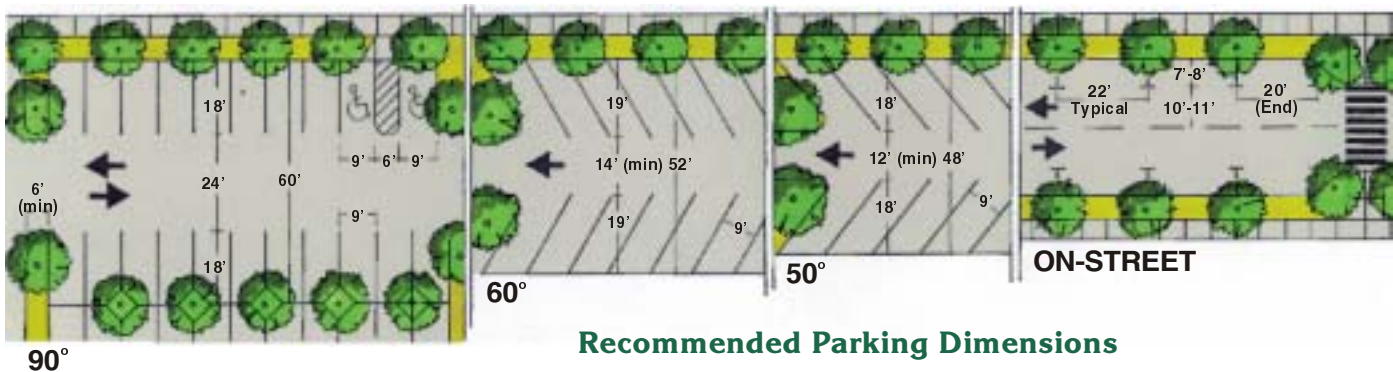 18'
9' 6' 9'
24' 60'
6'
(min)
9'
18'
90°
19'
14' (min) 52'
19'
9'
60°
18'
12' (min) 48'
18'
9'
50°
7'-8'
22'
Typical
10'-11'
20'
(End)
ON-STREET
Recommended Parking Dimensions